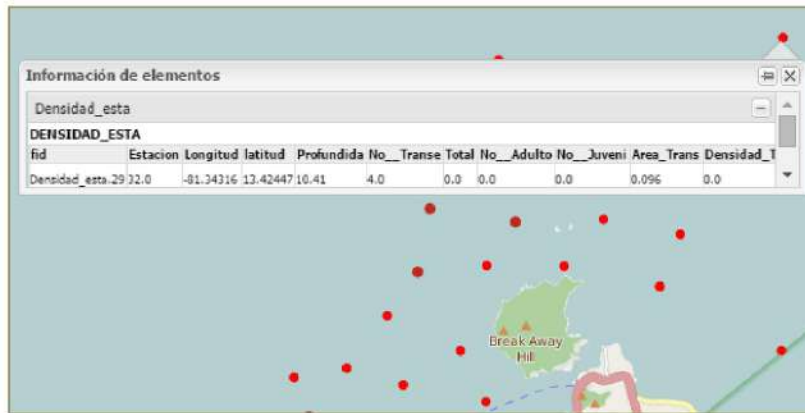 Información de elementos
Densidad_esta
DENSIDAD_ESTA
fid Estacion Longitud latitud Profundida No__Transe Total No__Adulto No__Juveni Area_Trans Densidad_T
Densidad_esta.29 32.0 -81.34316 13.42447 10.41 4.0 0.0 0.0 0.0 0.096 0.0
Break Away
Hill